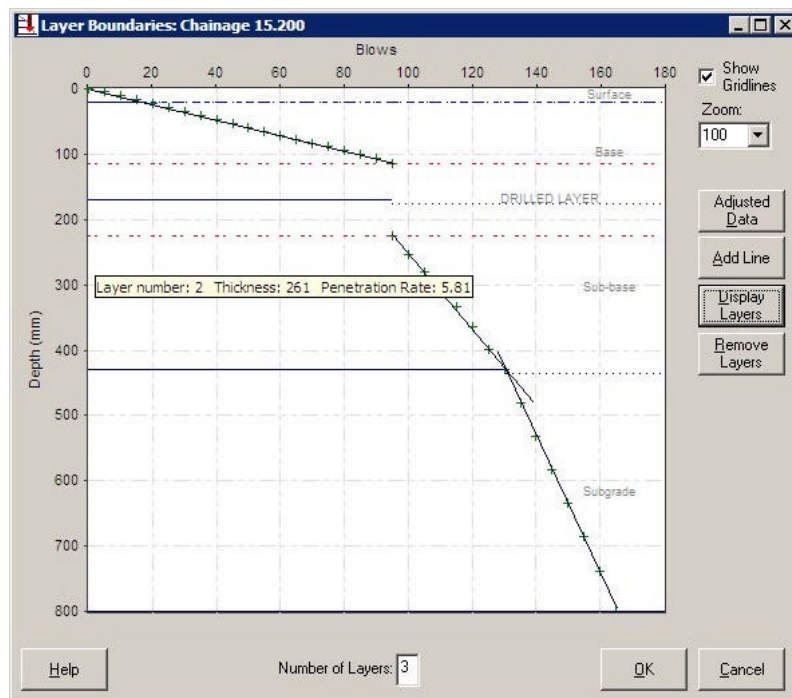 Layer Boundaries: Chainage 15.200
Blows
0 20 40 60 80 100 120 140 160 180
Show
Gridlines
Zoom:
100
0
Surface
100
Base
200
DRILLED LAYER
Adjusted
Data
Add Line
300
Layer number: 2 Thickness: 261 Penetration Rate: 5.81
Sub-base
Display
Layers
Remove
Layers
400
Depth (mm)
500
600
Subgrade
700
800
Help
Number of Layers: 3
OK
Cancel